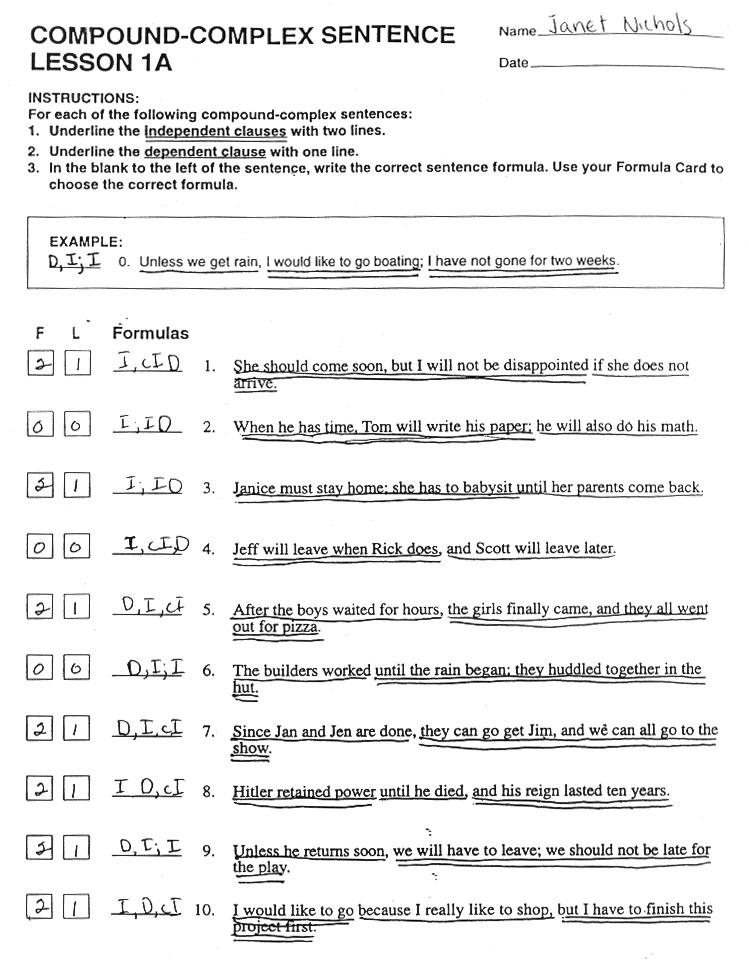 COMPOUND-COMPLEX SENTENCE
LESSON 1A
Name Janet Nichols
Date
INSTRUCTIONS:
For each of the following compound-complex sentences:
1. Underline the independent clauses with two lines.
2. Underline the dependent clause with one line.
3. In the blank to the left of the sentence, write the correct sentence formula. Use your Formula Card to
choose the correct formula.
EXAMPLE:
D,I;I 0. Unless we get rain, I would like to go boating; I have not gone for two weeks.
F L Formulas
2 1 I,cID 1. She should come soon, but I will not be disappointed if she does not
arrive.
0 0 I;ID 2. When he has time, Tom will write his paper; he will also do his math.
2 1 I;ID 3. Janice must stay home; she has to babysit until her parents come back.
0 0 I,cID 4. Jeff will leave when Rick does, and Scott will leave later.
2 1 D,I,cI 5. After the boys waited for hours, the girls finally came, and they all went
out for pizza.
0 0 D,I;I 6. The builders worked until the rain began; they huddled together in the
hut.
2 1 D,I,cI 7. Since Jan and Jen are done, they can go get Jim, and we can all go to the
show.
2 1 I D,cI 8. Hitler retained power until he died, and his reign lasted ten years.
2 1 D,I;I 9. Unless he returns soon, we will have to leave; we should not be late for
the play.
2 1 I,D,cI 10. I would like to go because I really like to shop, but I have to finish this
project first.